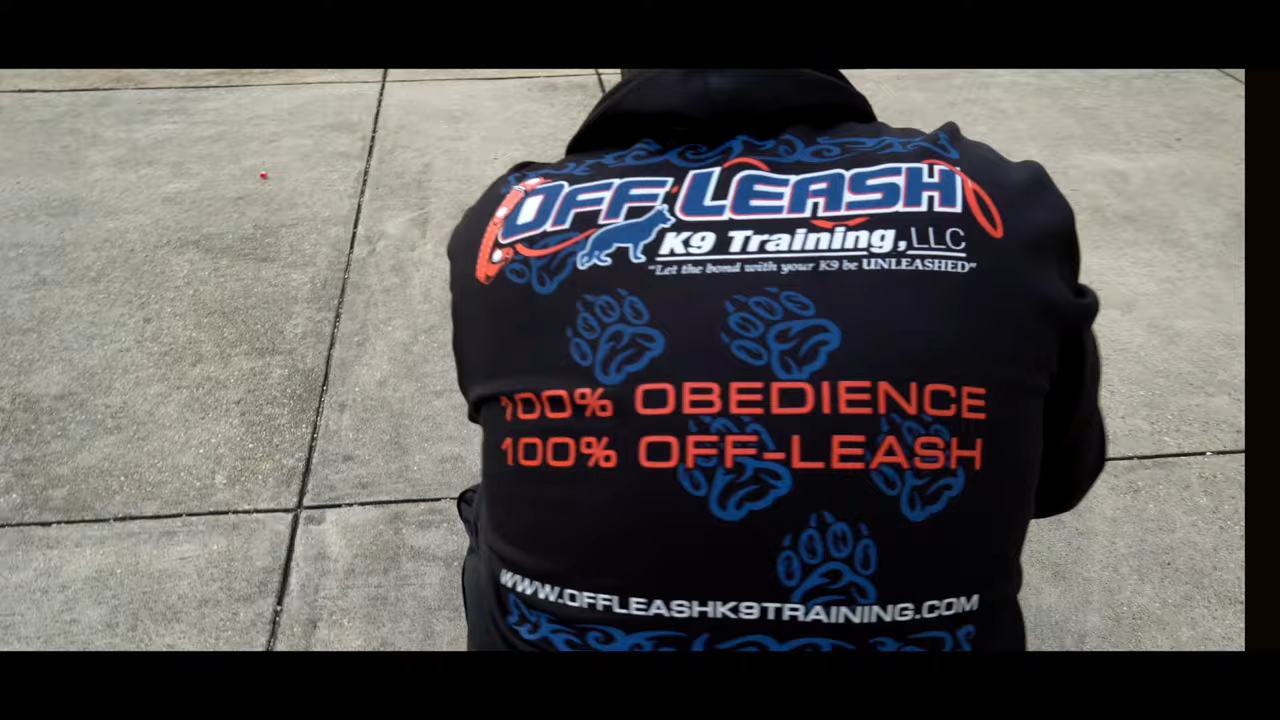 OFF LEASH
K9 Training, LLC
"Let the bond with your K9 be UNLEASHED"
100% OBEDIENCE
100% OFF-LEASH
WWW.OFFLEASHK9TRAINING.COM